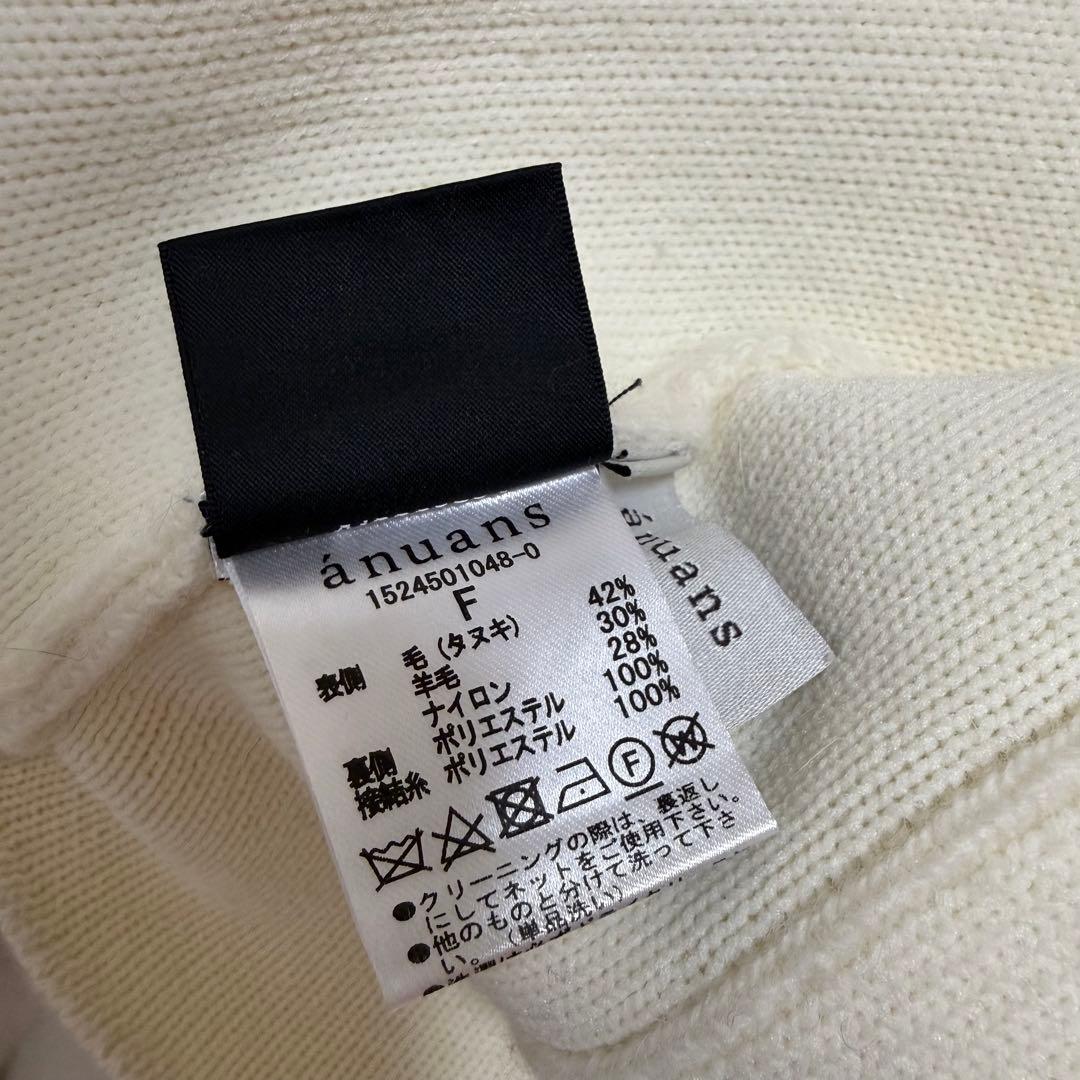 ánuans
1524501048-0
F
表側 毛(タヌキ) 42%
羊毛 30%
ナイロン 28%
裏側 ポリエステル 100%
接結糸 ポリエステル 100%
F
W
●クリーニングの際は、裏返し
にしてネットをご使用下さい。
●他のものと分けて洗って下さ
い。(単品洗い)
ánuans